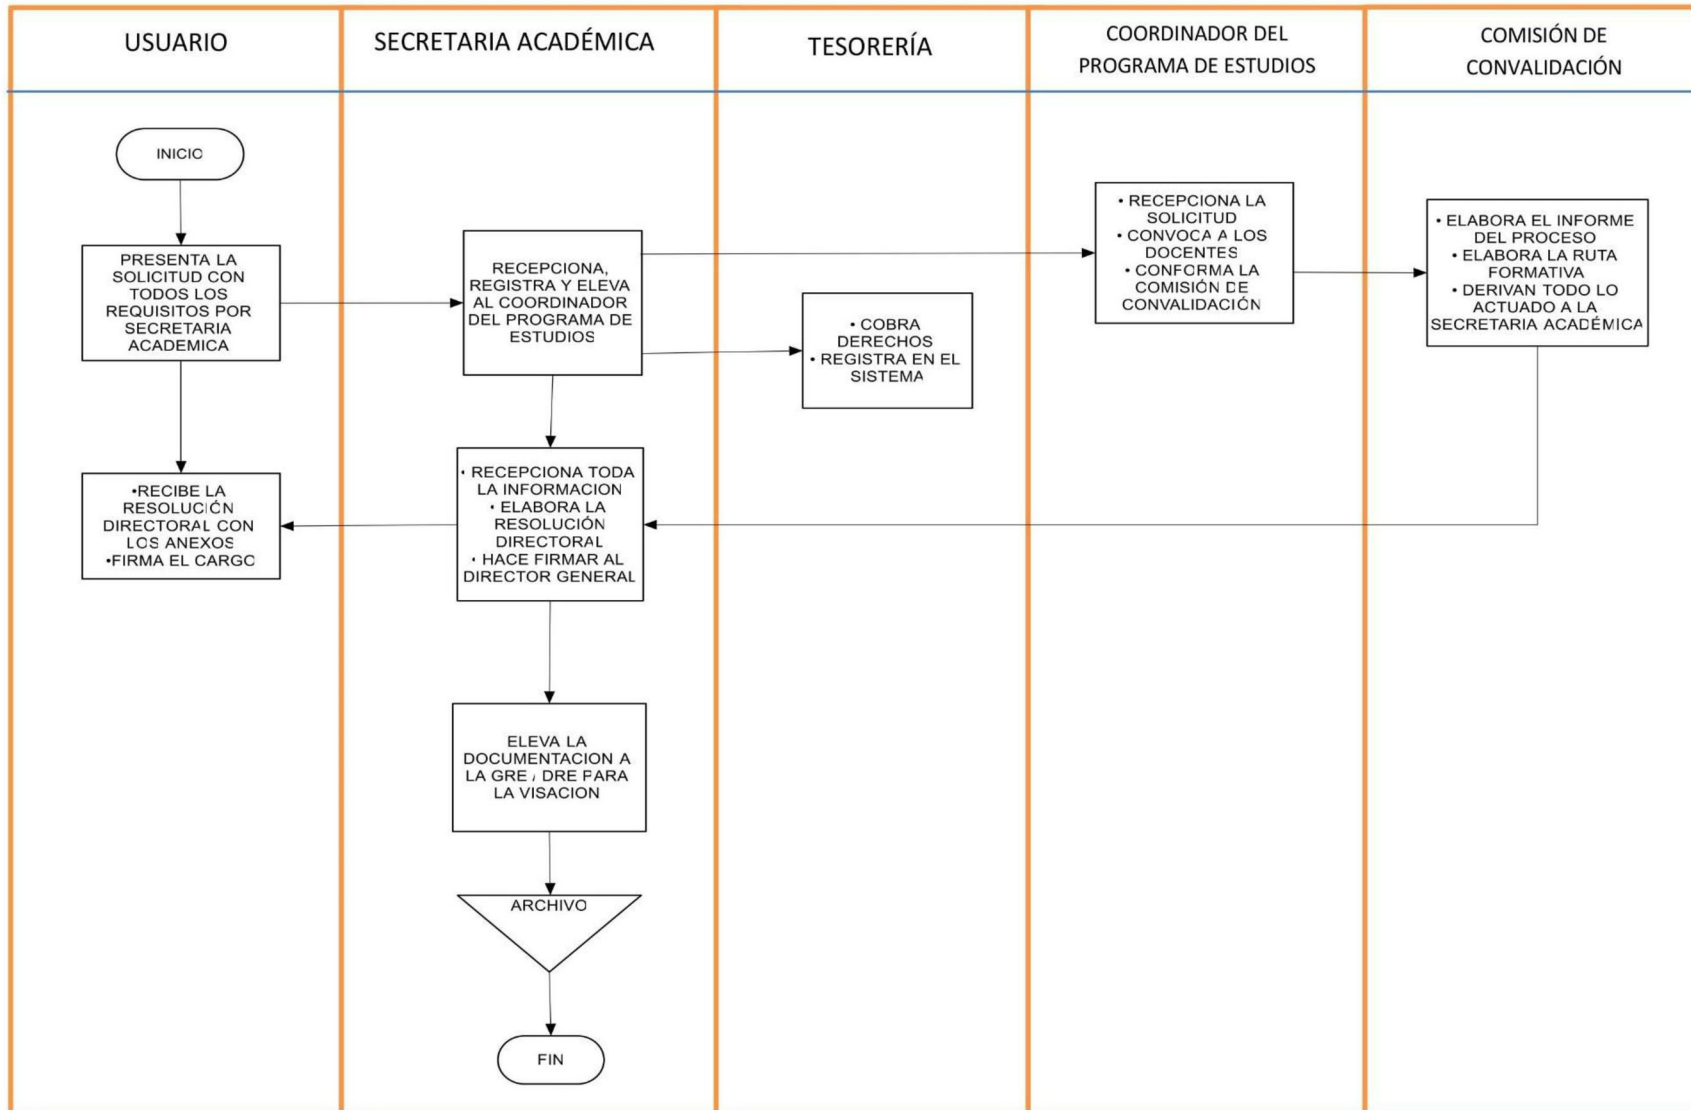 USUARIO
SECRETARIA ACADÉMICA
TESORERÍA
COORDINADOR DEL
PROGRAMA DE ESTUDIOS
COMISIÓN DE
CONVALIDACIÓN
INICIO
PRESENTA LA
SOLICITUD CON
TODOS LOS
REQUISITOS POR
SECRETARIA
ACADEMICA
•RECIBE LA
RESOLUCIÓN
DIRECTORAL CON
LOS ANEXOS
•FIRMA EL CARGO
RECEPCIONA,
REGISTRA Y ELEVA
AL COORDINADOR
DEL PROGRAMA DE
ESTUDIOS
• RECEPCIONA TODA
LA INFORMACION
• ELABORA LA
RESOLUCIÓN
DIRECTORAL
• HACE FIRMAR AL
DIRECTOR GENERAL
ELEVA LA
DOCUMENTACION A
LA GRE / DRE PARA
LA VISACION
ARCHIVO
FIN
• COBRA
DERECHOS
• REGISTRA EN EL
SISTEMA
• RECEPCIONA LA
SOLICITUD
• CONVOCA A LOS
DOCENTES
• CONFORMA LA
COMISIÓN DE
CONVALIDACIÓN
• ELABORA EL INFORME
DEL PROCESO
• ELABORA LA RUTA
FORMATIVA
• DERIVAN TODO LO
ACTUADO A LA
SECRETARIA ACADÉMICA